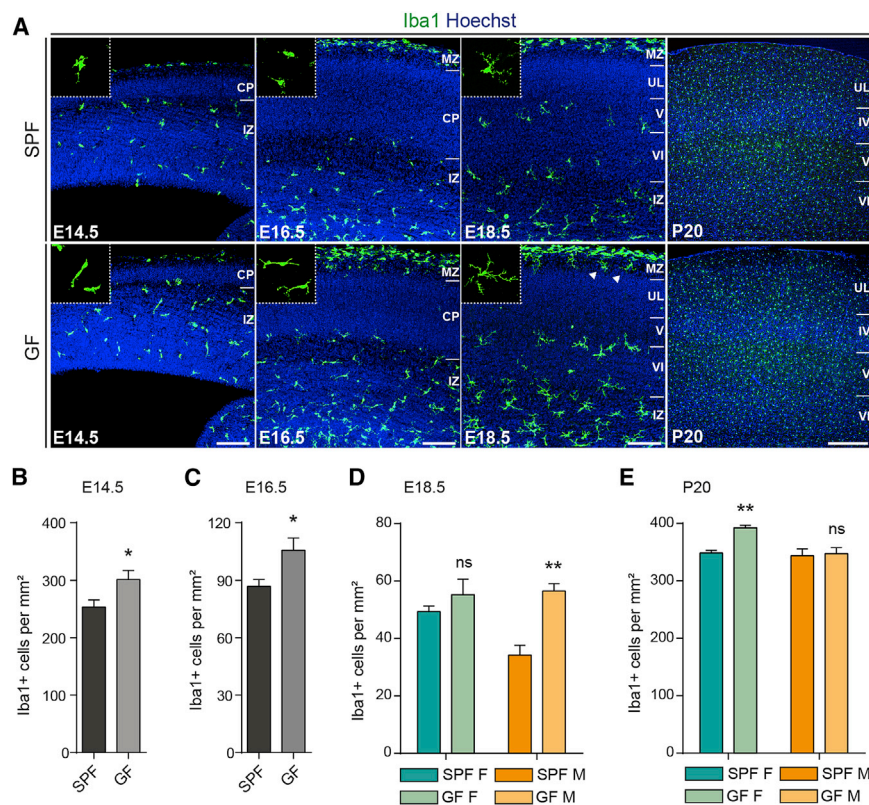 Iba1 Hoechst
A
SPF
CP
IZ
E14.5
MZ
CP
IZ
E16.5
MZ
UL
V
VI
IZ
E18.5
UL
IV
V
VI
P20
GF
CP
IZ
E14.5
MZ
CP
IZ
E16.5
MZ
UL
V
VI
IZ
E18.5
UL
IV
V
VI
P20
B E14.5
Iba1+ cells per mm²
400
300
200
100
0
*
SPF GF
C E16.5
Iba1+ cells per mm²
120
90
60
30
0
*
SPF GF
D E18.5
Iba1+ cells per mm²
80
60
40
20
0
ns **
SPF F SPF M
GF F GF M
E P20
Iba1+ cells per mm²
400
300
200
100
0
** ns
SPF F SPF M
GF F GF M